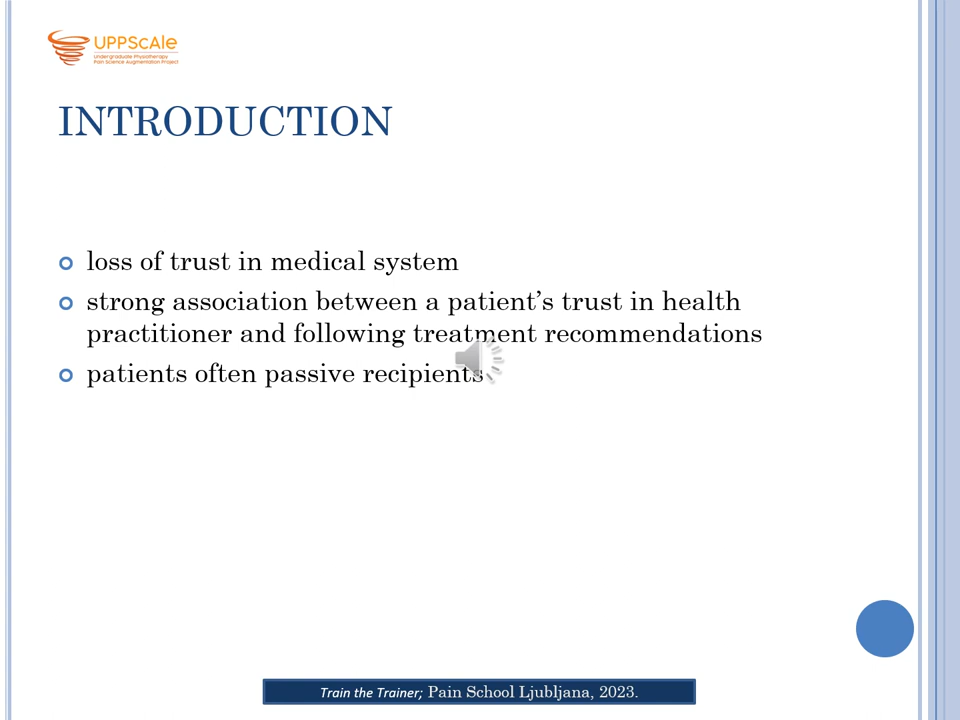 UPPScale
Undergraduate Physiotherapy
Pain Science Augmentation Project
INTRODUCTION
loss of trust in medical system
strong association between a patient’s trust in health
practitioner and following treatment recommendations
patients often passive recipients
Train the Trainer; Pain School Ljubljana, 2023.